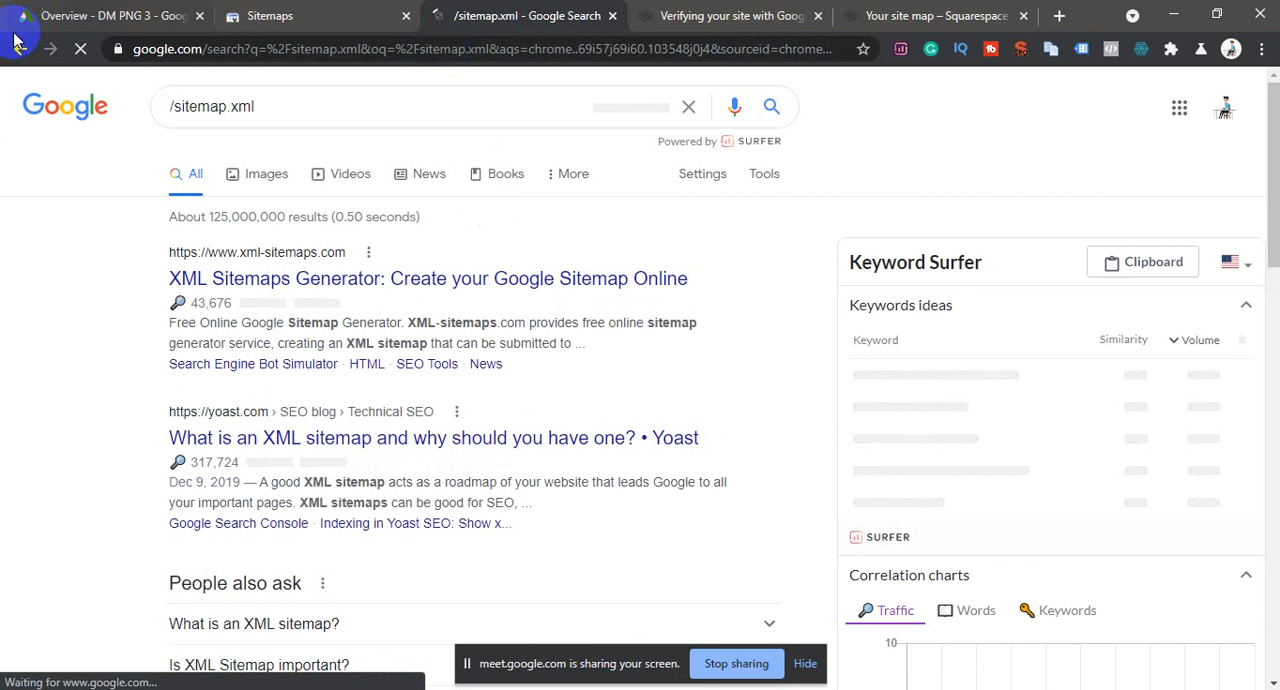 Overview - DM PNG 3 - Goog
Sitemaps
/sitemap.xml - Google Search
Verifying your site with Goog
Your site map – Squarespace
google.com/search?q=%2Fsitemap.xml&oq=%2Fsitemap.xml&aqs=chrome..69i57j69i60.103548j0j4&sourceid=chrome...
Google
/sitemap.xml
Powered by SURFER
All
Images
Videos
News
Books
More
Settings
Tools
About 125,000,000 results (0.50 seconds)
https://www.xml-sitemaps.com
XML Sitemaps Generator: Create your Google Sitemap Online
43,676
Free Online Google Sitemap Generator. XML-sitemaps.com provides free online sitemap
generator service, creating an XML sitemap that can be submitted to ...
Search Engine Bot Simulator · HTML · SEO Tools · News
https://yoast.com › SEO blog › Technical SEO
What is an XML sitemap and why should you have one? • Yoast
317,724
Dec 9, 2019 — A good XML sitemap acts as a roadmap of your website that leads Google to all
your important pages. XML sitemaps can be good for SEO, ...
Google Search Console · Indexing in Yoast SEO: Show x...
People also ask
What is an XML sitemap?
Is XML Sitemap important?
Keyword Surfer
Clipboard
Keywords ideas
Keyword
Similarity
Volume
SURFER
Correlation charts
Traffic
Words
Keywords
10
meet.google.com is sharing your screen.
Stop sharing
Hide
Waiting for www.google.com...